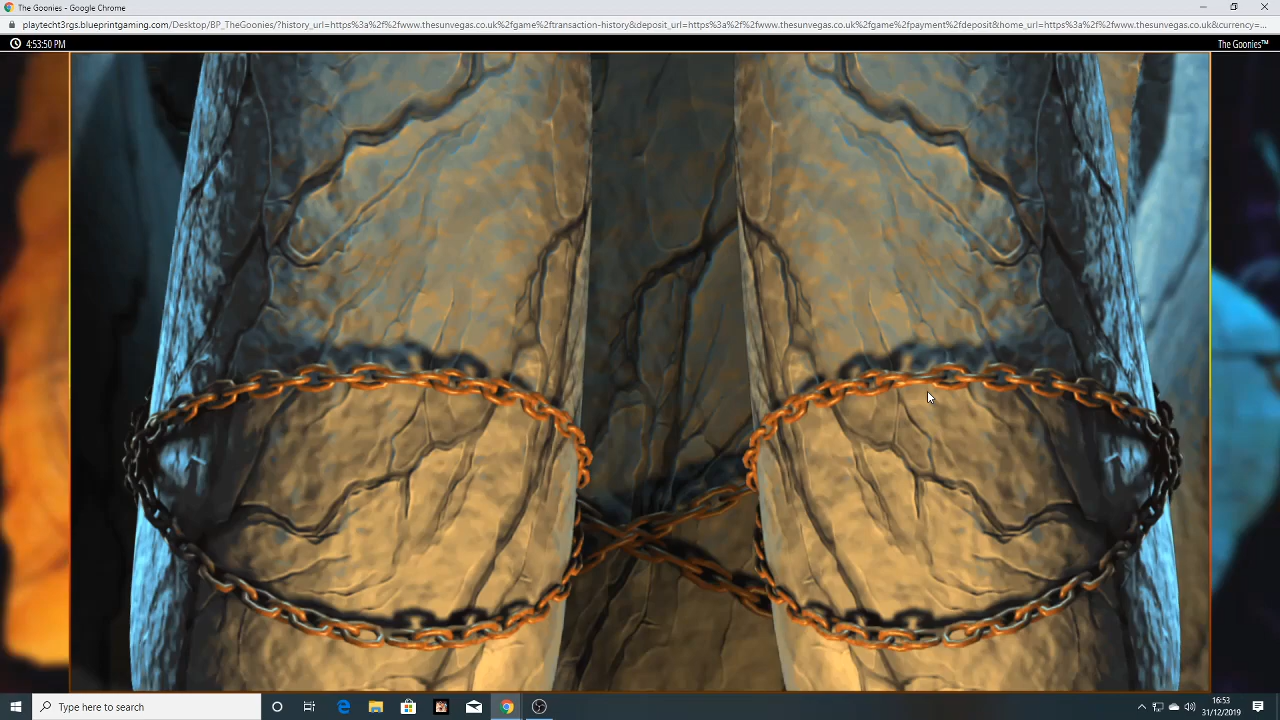 The Goonies - Google Chrome
playtecht3rgs.blueprintgaming.com/Desktop/BP_TheGoonies/?history_url=https%3a%2f%2fwww.thesunvegas.co.uk%2fgame%2ftransaction-history&deposit_url=https%3a%2f%2fwww.thesunvegas.co.uk%2fgame%2fpayment%2fdeposit&home_url=https%3a%2f%2fwww.thesunvegas.co.uk&currency=...
4:53:50 PM
The Goonies™
Type here to search
16:53
31/12/2019